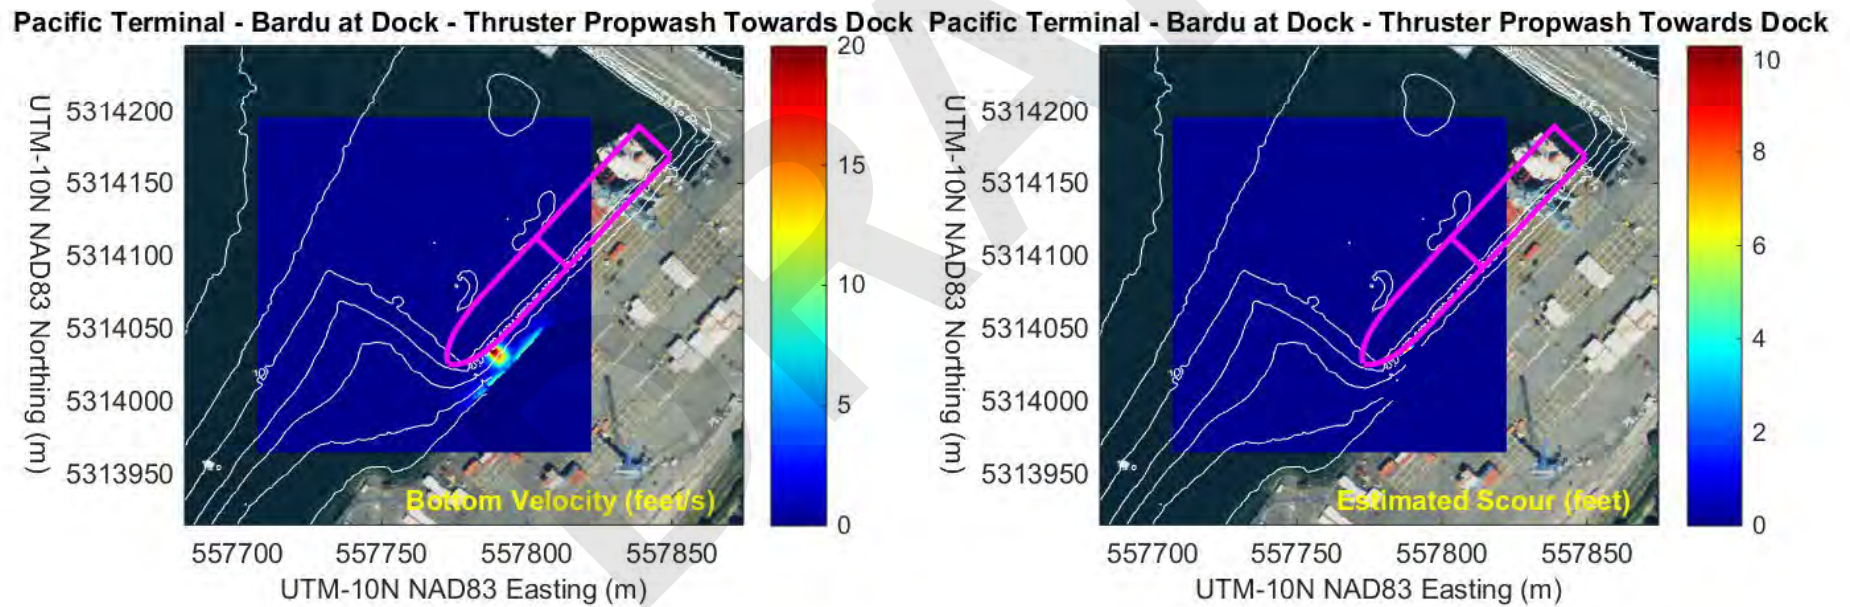 Pacific Terminal - Bardu at Dock - Thruster Propwash Towards Dock
UTM-10N NAD83 Northing (m)
5314200
5314150
5314100
5314050
5314000
5313950
10
Bottom Velocity (feet/s)
557700 557750 557800 557850
UTM-10N NAD83 Easting (m)
20
15
10
5
0
Pacific Terminal - Bardu at Dock - Thruster Propwash Towards Dock
UTM-10N NAD83 Northing (m)
5314200
5314150
5314100
5314050
5314000
5313950
10
Estimated Scour (feet)
557700 557750 557800 557850
UTM-10N NAD83 Easting (m)
10
8
6
4
2
0
DRA